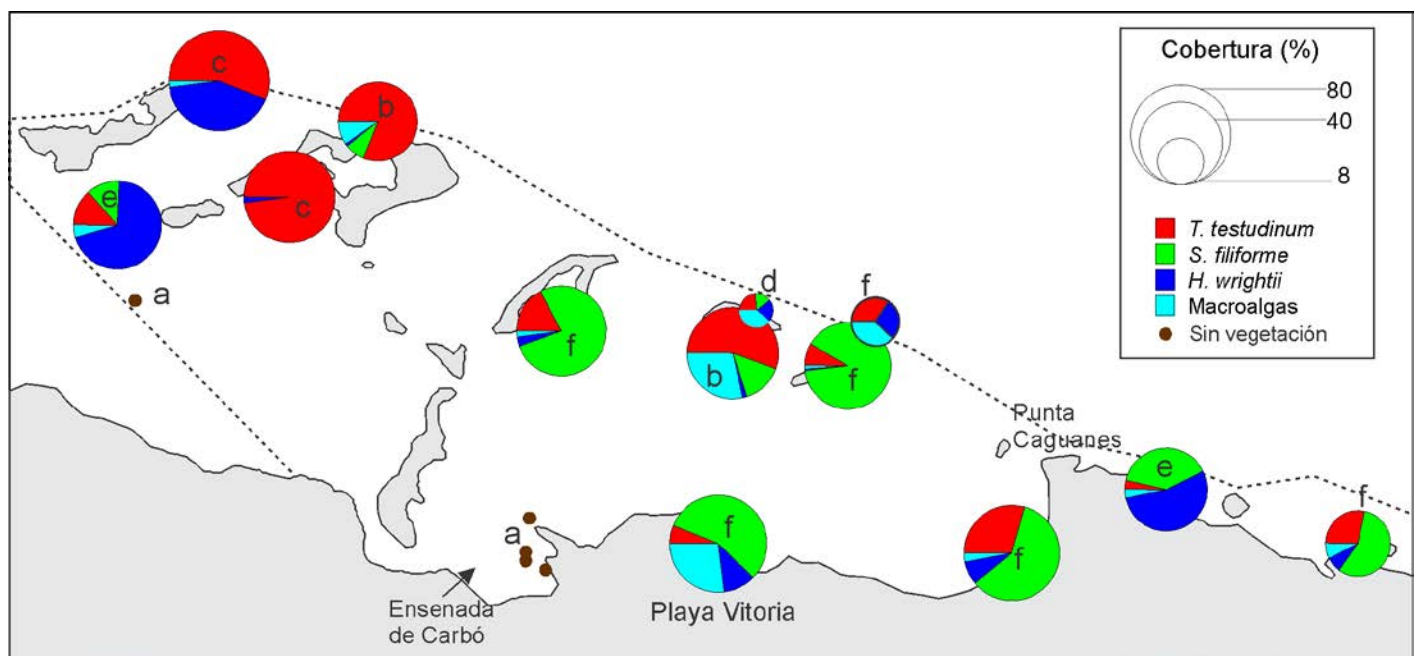 c
b
c
e
a
d
f
f
b
f
Punta
Caguanes
e
f
f
f
a
Ensenada
de Carbó
Playa Vitoria
Cobertura (%)
80
40
8
T. testudinum
S. filiforme
H. wrightii
Macroalgas
Sin vegetación